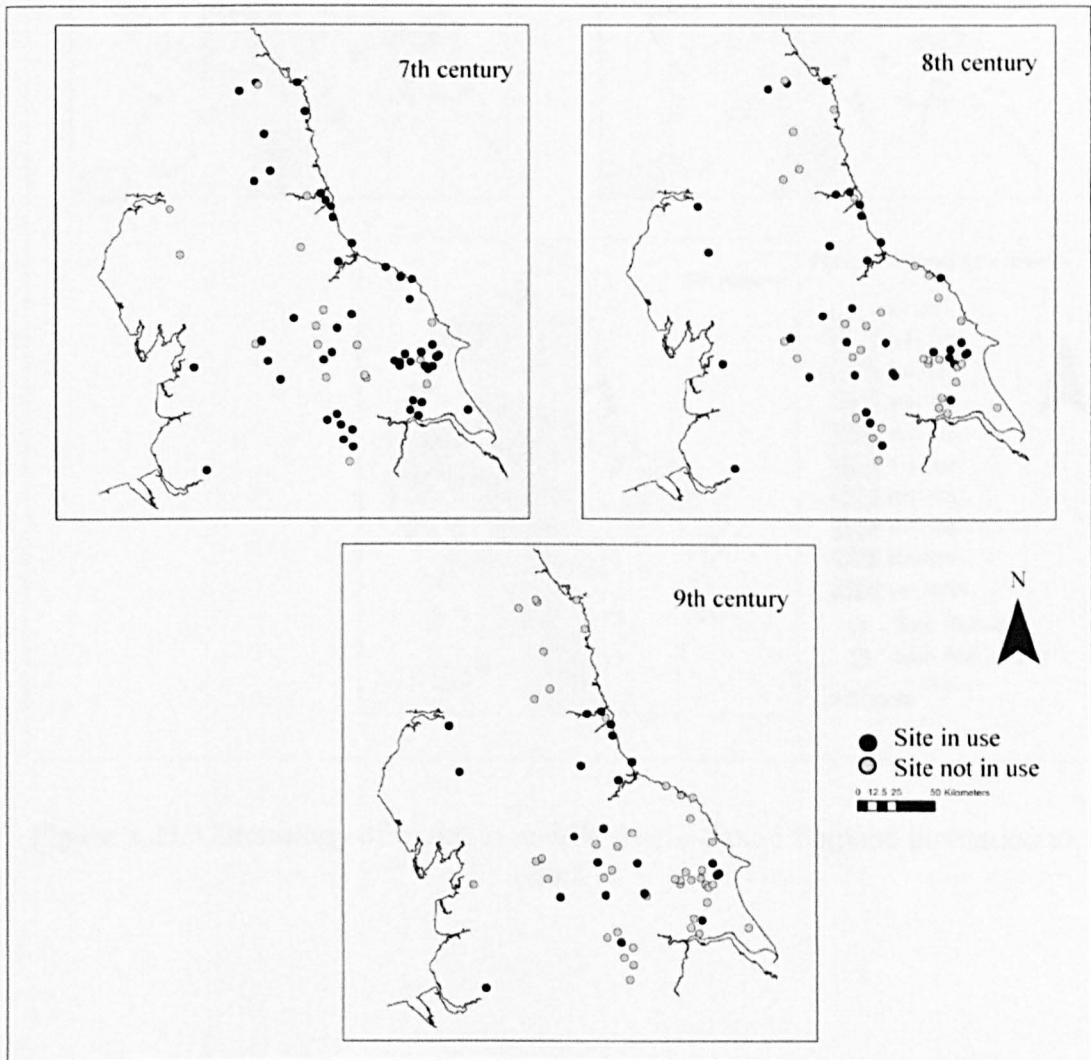 7th century
8th century
9th century
N
Site in use
Site not in use
0 12.5 25 50 Kilometers